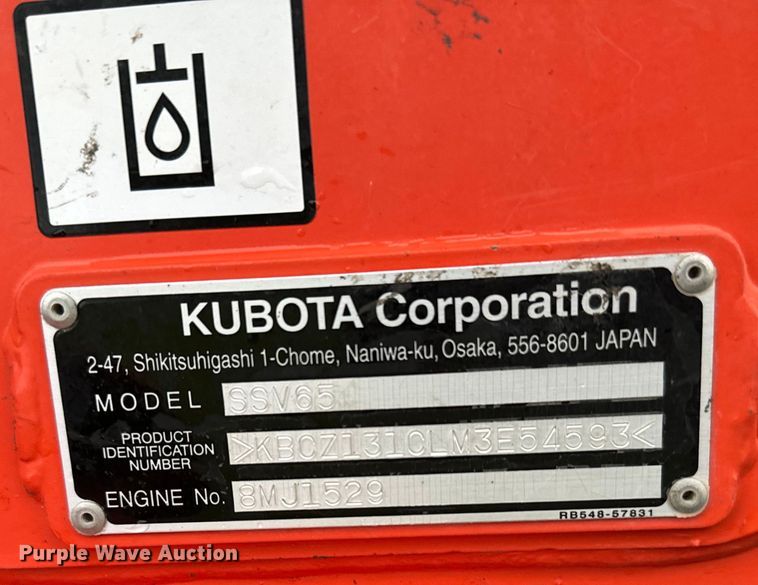 KUBOTA Corporation
2-47, Shikitsuhigashi 1-Chome, Naniwa-ku, Osaka, 556-8601 JAPAN
MODEL SSV65
PRODUCT IDENTIFICATION NUMBER >KBCZ131CLM3E54593<
ENGINE No. 8MJ1529
RB548-57831
Purple Wave Auction